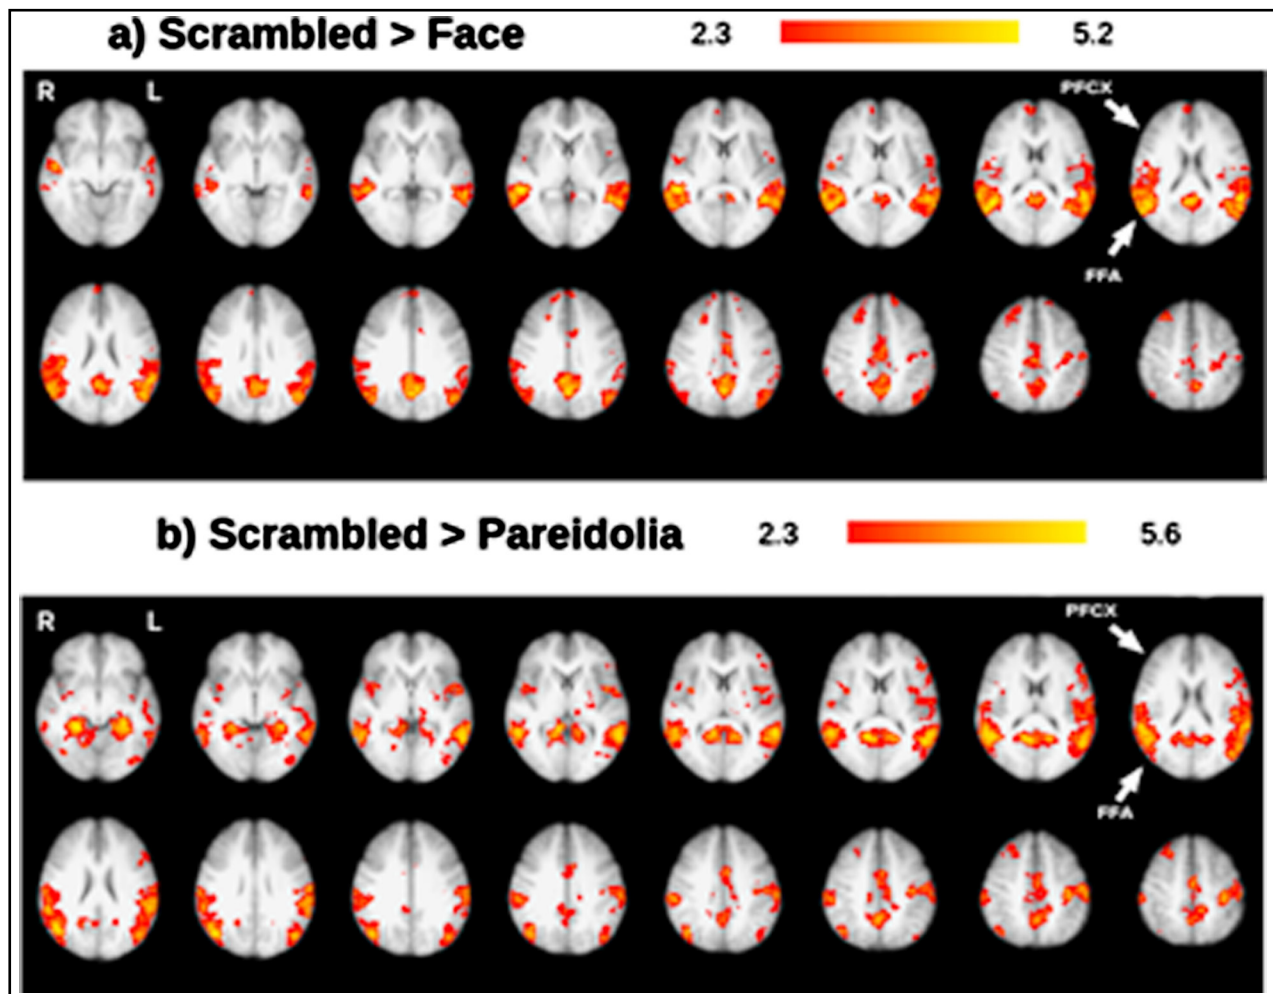 a) Scrambled > Face
2.3
5.2
R
L
PFCX
FFA
b) Scrambled > Pareidolia
2.3
5.6
R
L
PFCX
FFA